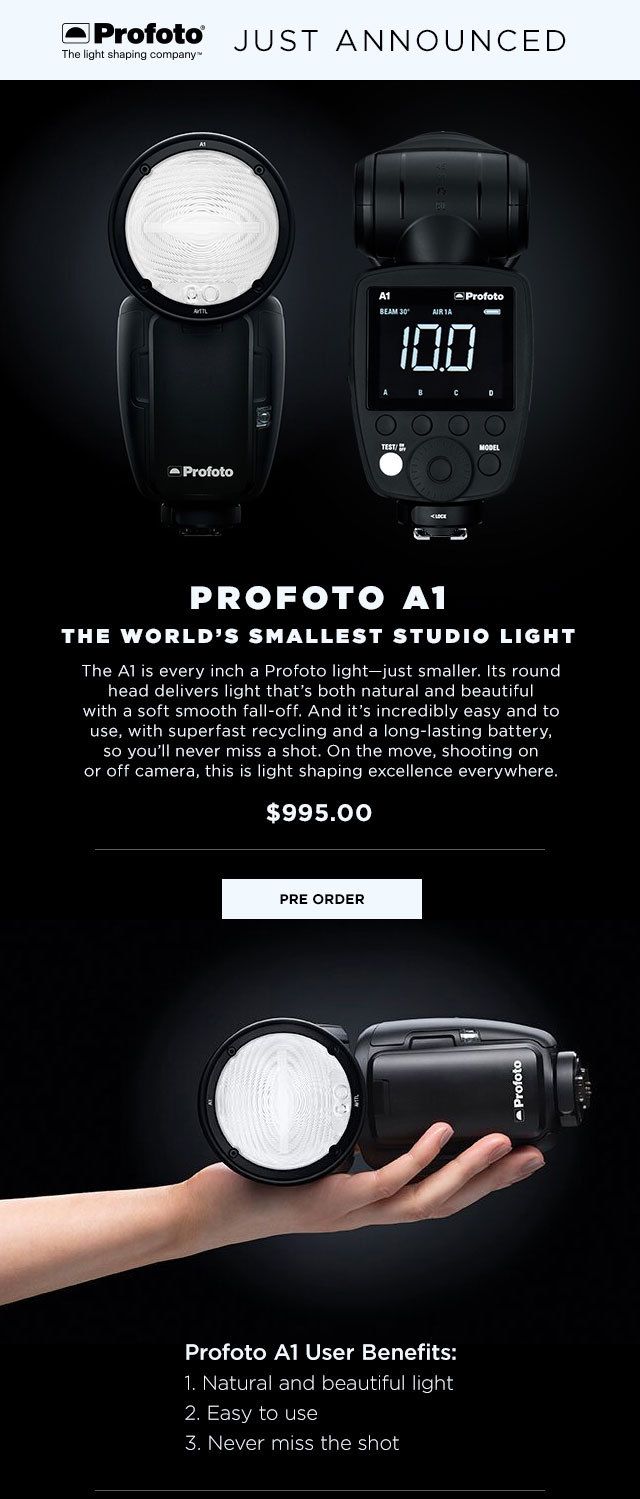 Profoto®
The light shaping company™
JUST ANNOUNCED
A1
AirTTL
Profoto
A1 Profoto
BEAM 30° AIR 1A
10.0
A B C D
TEST/ ON OFF MODEL
<LOCK
PROFOTO A1
THE WORLD'S SMALLEST STUDIO LIGHT
The A1 is every inch a Profoto light—just smaller. Its round
head delivers light that's both natural and beautiful
with a soft smooth fall-off. And it's incredibly easy and to
use, with superfast recycling and a long-lasting battery,
so you'll never miss a shot. On the move, shooting on
or off camera, this is light shaping excellence everywhere.
$995.00
PRE ORDER
A1
AirTTL
Profoto
Profoto A1 User Benefits:
1. Natural and beautiful light
2. Easy to use
3. Never miss the shot